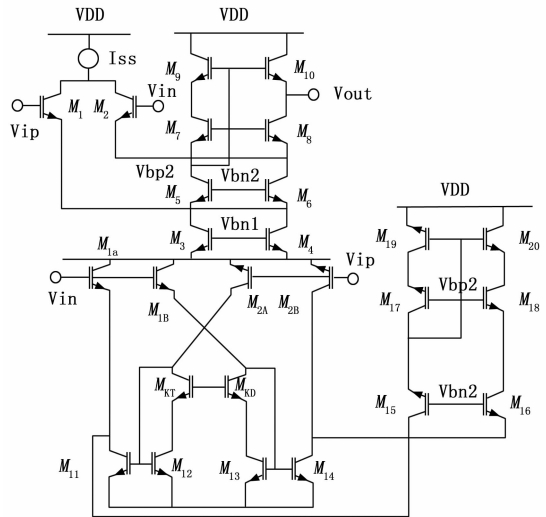 VDD
VDD
Iss
Vin
M9
M10
Vout
M1
M2
Vip
M7
M8
Vbp2
Vbn2
M5
M6
VDD
Vbn1
M3
M4
M19
M20
M1a
Vip
Vin
M1B
M2A
M2B
Vbp2
M17
M18
MKT
MKD
Vbn2
M15
M16
M11
M12
M13
M14